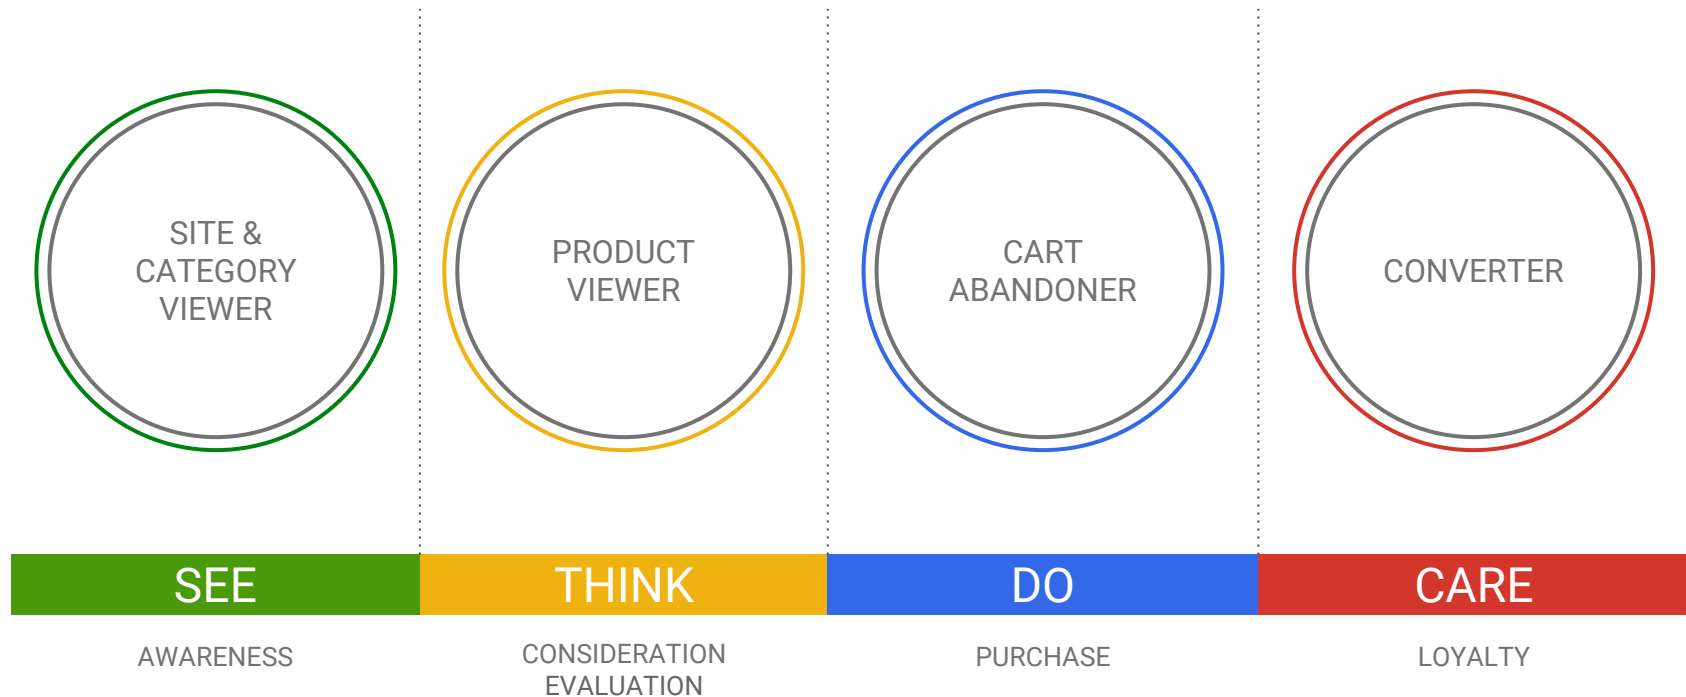 SITE &
CATEGORY
VIEWER
PRODUCT
VIEWER
CART
ABANDONER
CONVERTER
SEE
THINK
DO
CARE
AWARENESS
CONSIDERATION
EVALUATION
PURCHASE
LOYALTY